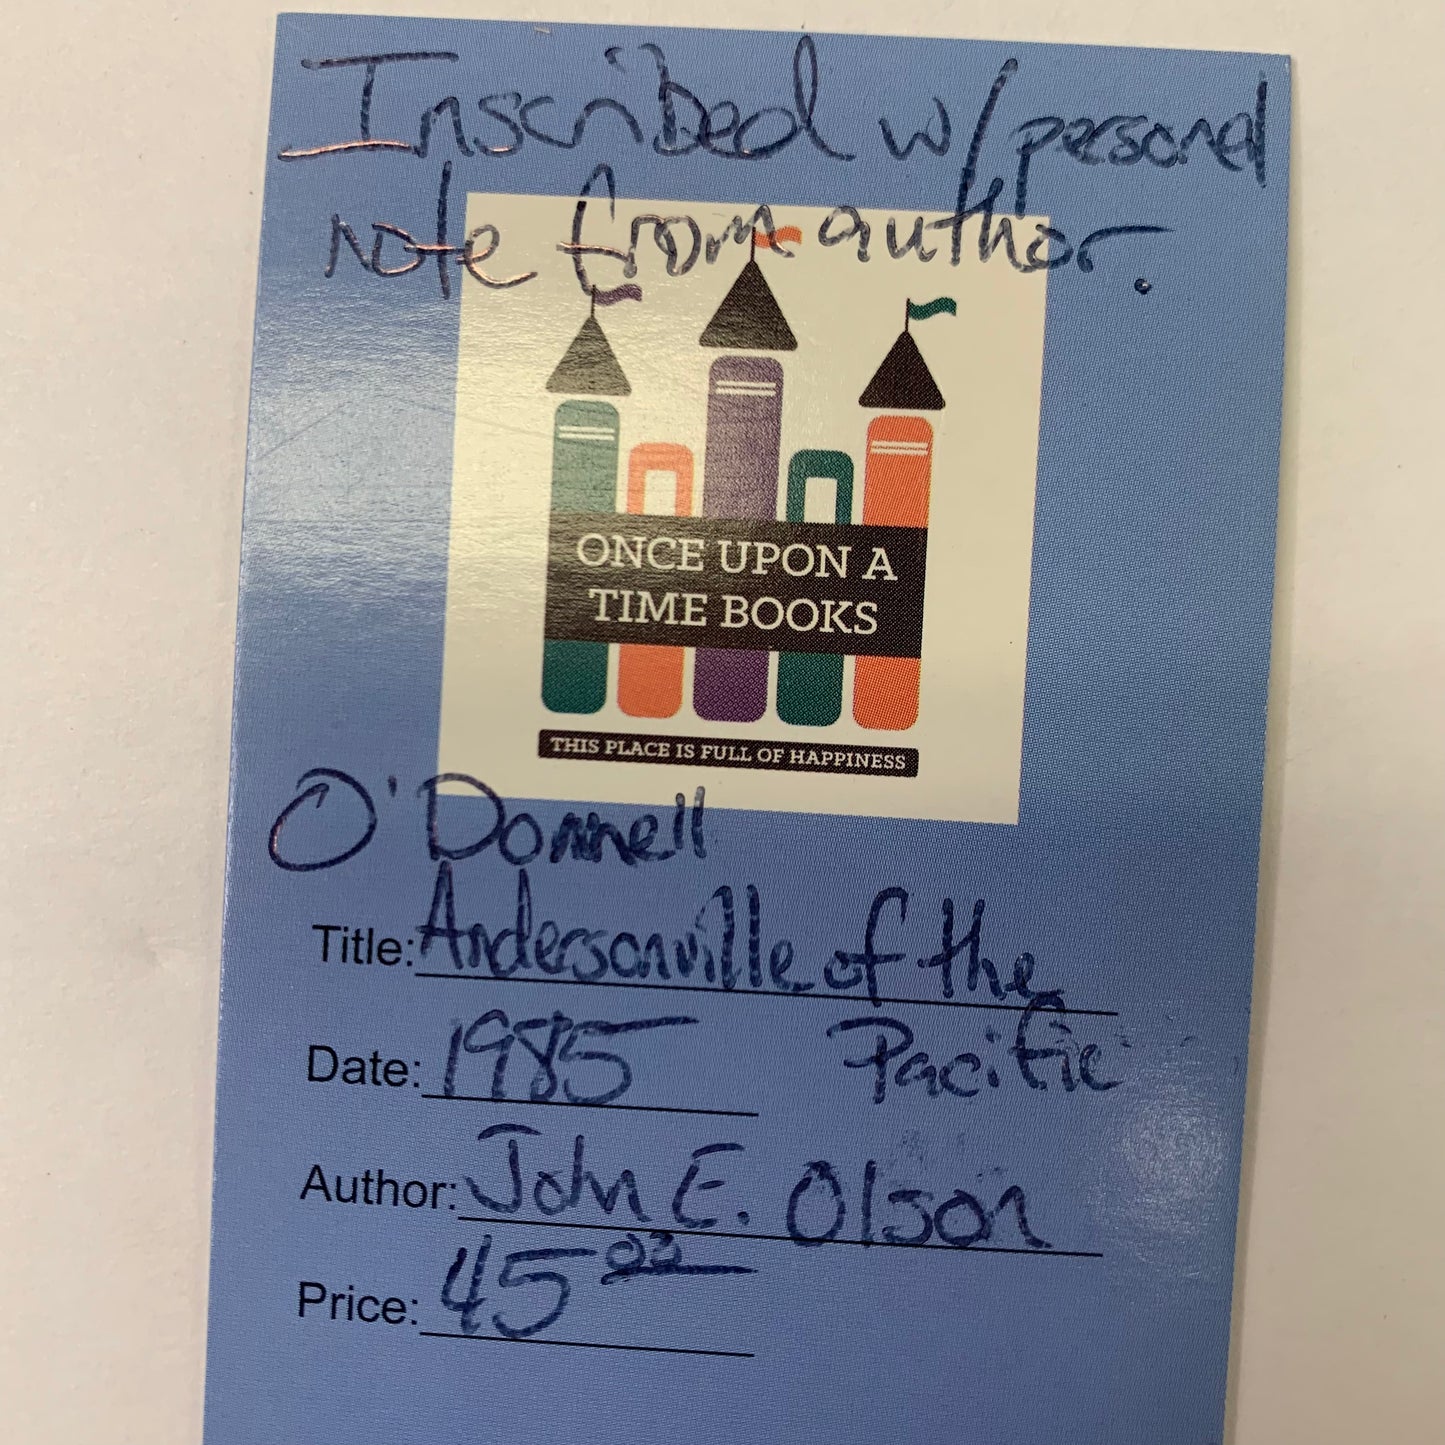 Inscribed w/personal
note from author.
ONCE UPON A
TIME BOOKS
THIS PLACE IS FULL OF HAPPINESS
O'Donnell
Title: Andersonville of the
Pacific
Date: 1985
Author: John E. Olson
Price: 45 00